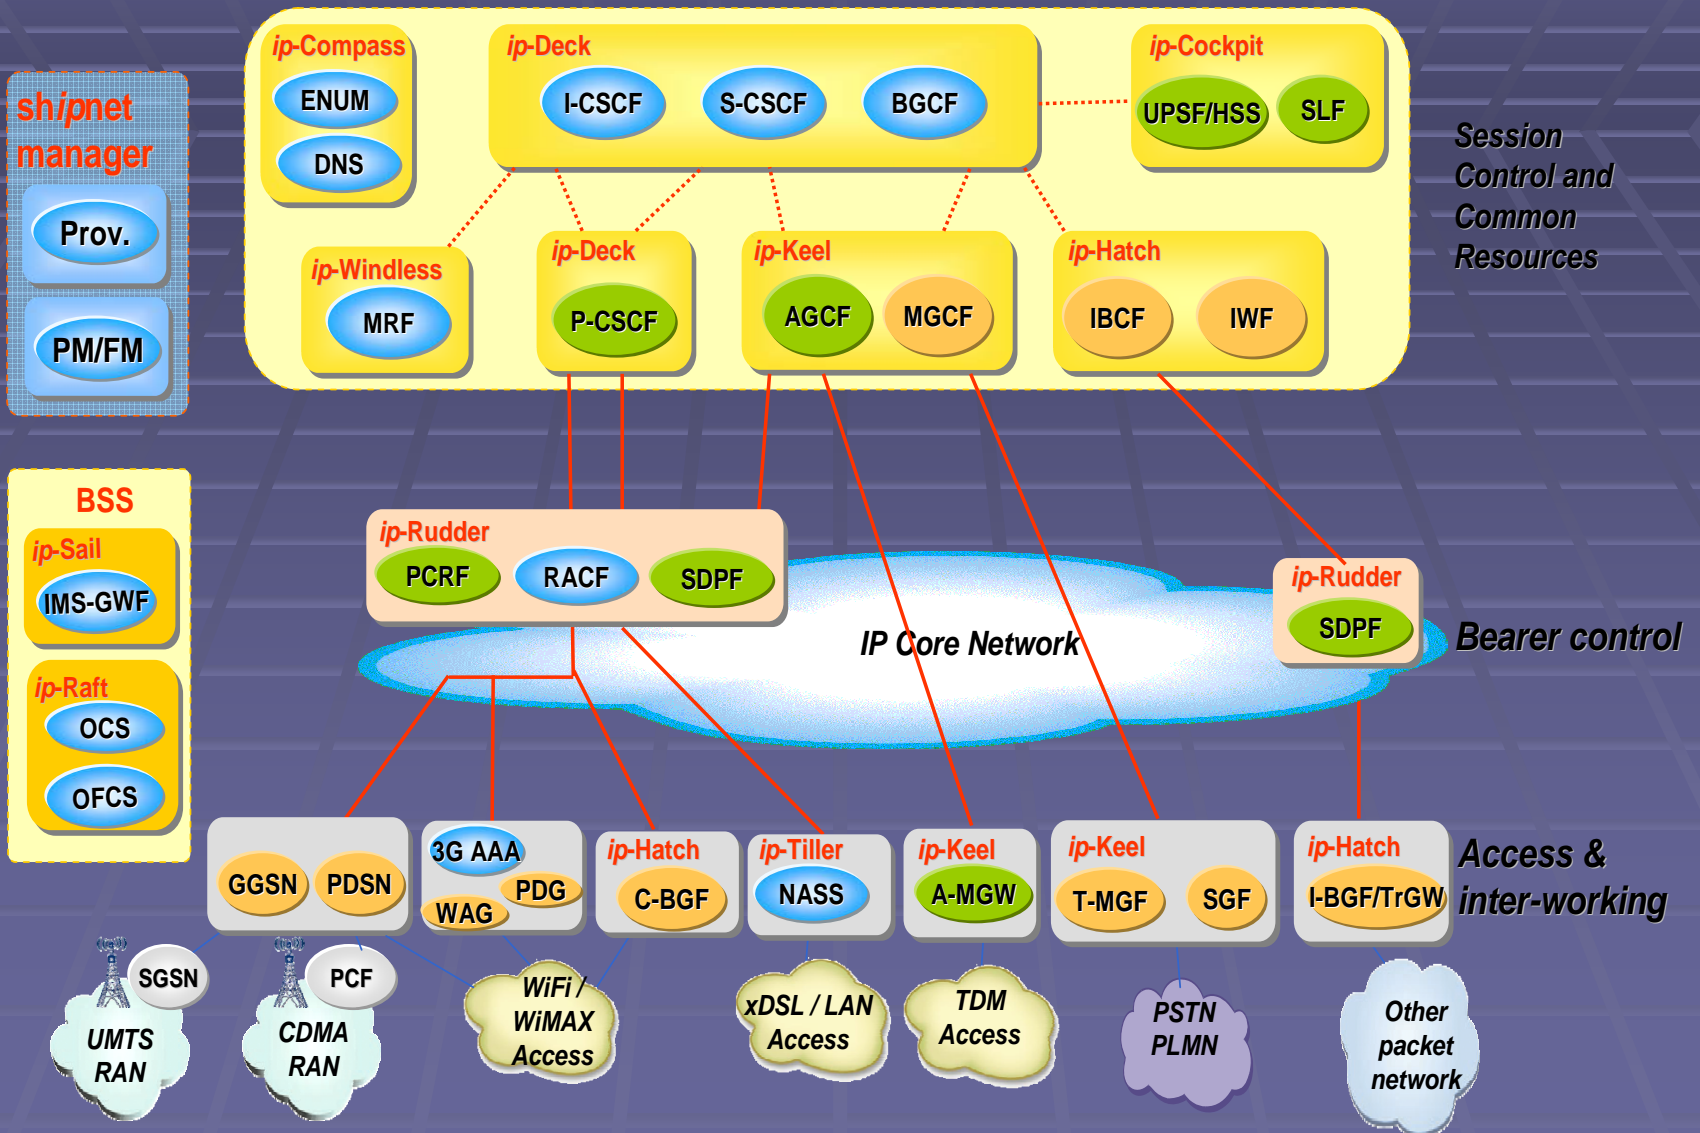 ip-Compass
ENUM
DNS
ip-Deck
I-CSCF
S-CSCF
BGCF
ip-Cockpit
UPSF/HSS
SLF
shipnet
manager
Prov.
PM/FM
Session
Control and
Common
Resources
ip-Windless
MRF
ip-Deck
P-CSCF
ip-Keel
AGCF
MGCF
ip-Hatch
IBCF
IWF
BSS
ip-Sail
IMS-GWF
ip-Raft
OCS
OFCS
ip-Rudder
PCRF
RACF
SDPF
IP Core Network
ip-Rudder
SDPF
Bearer control
GGSN
PDSN
3G AAA
PDG
WAG
ip-Hatch
C-BGF
ip-Tiller
NASS
ip-Keel
A-MGW
ip-Keel
T-MGF
SGF
ip-Hatch
I-BGF/TrGW
Access &
inter-working
SGSN
UMTS
RAN
PCF
CDMA
RAN
WiFi /
WiMAX
Access
xDSL / LAN
Access
TDM
Access
PSTN
PLMN
Other
packet
network